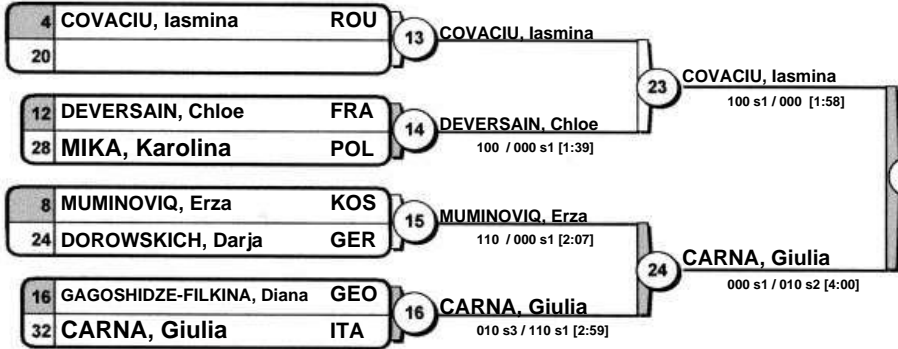 4 COVACIU, Iasmina ROU
20
13 COVACIU, Iasmina
12 DEVERSAIN, Chloe FRA
28 MIKA, Karolina POL
14 DEVERSAIN, Chloe
100 / 000 s1 [1:39]
23 COVACIU, Iasmina
100 s1 / 000 [1:58]
8 MUMINOVIQ, Erza KOS
24 DOROWSKICH, Darja GER
15 MUMINOVIQ, Erza
110 / 000 s1 [2:07]
16 GAGOSHIDZE-FILKINA, Diana GEO
32 CARNA, Giulia ITA
16 CARNA, Giulia
010 s3 / 110 s1 [2:59]
24 CARNA, Giulia
000 s1 / 010 s2 [4:00]